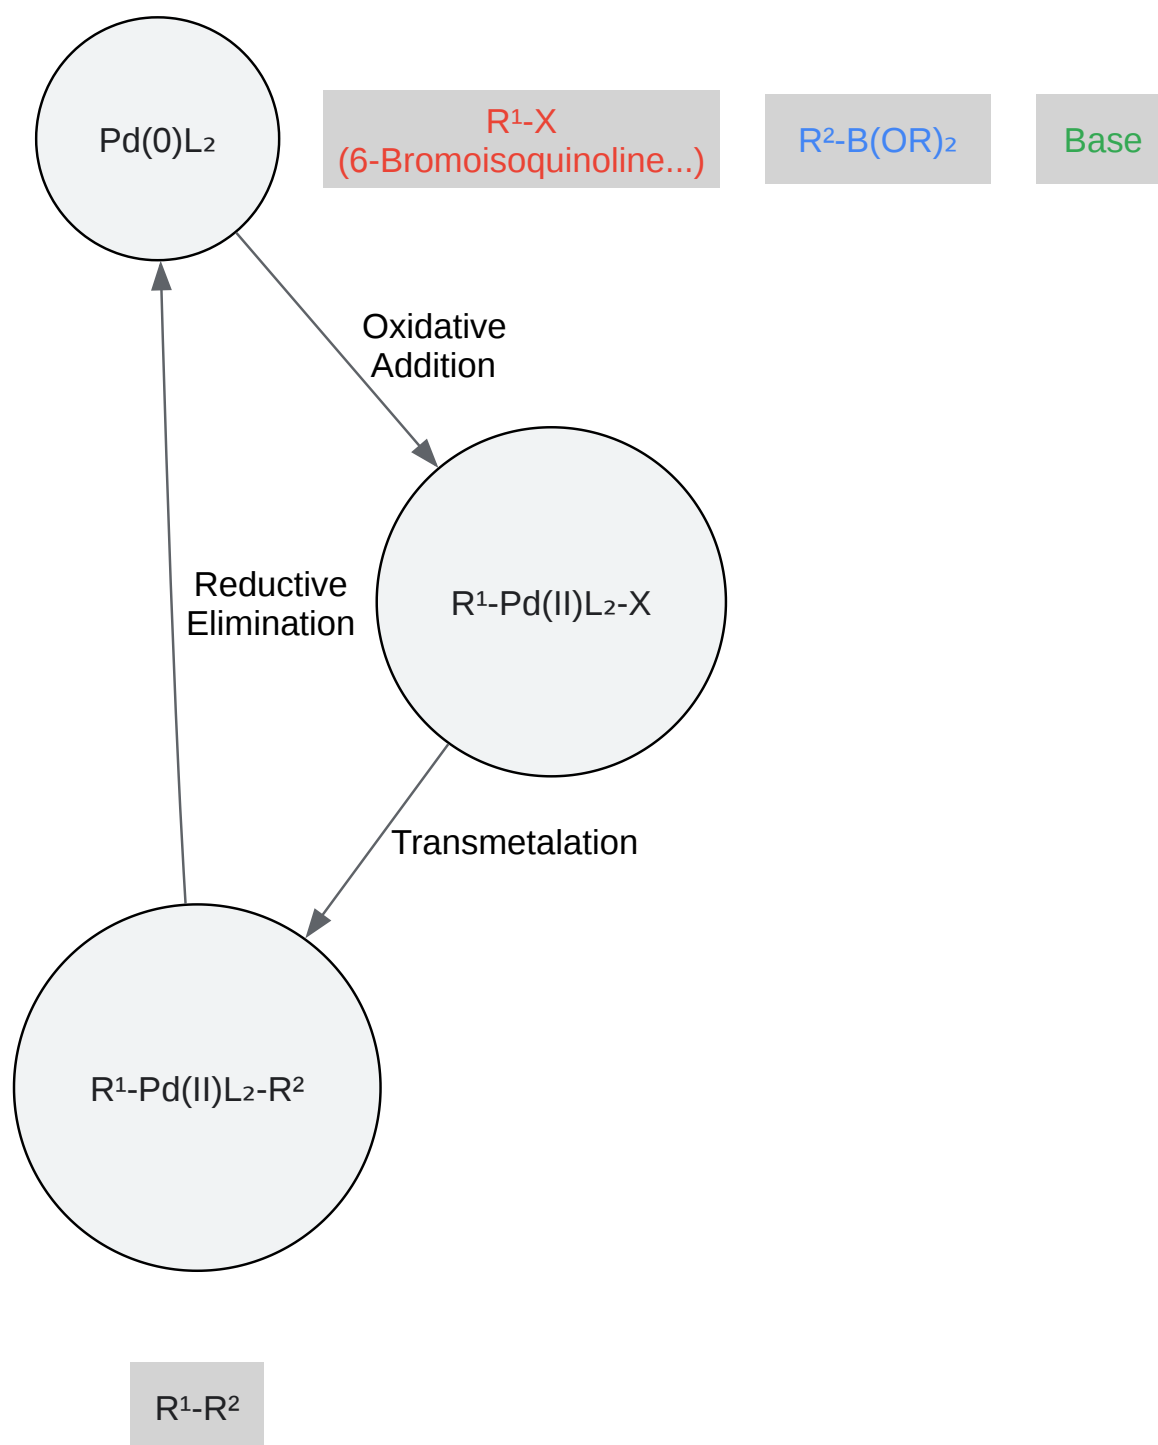 Pd(0)L₂
R¹-X
(6-Bromoisoquinoline...)
R²-B(OR)₂
Base
Oxidative
Addition
Reductive
Elimination
R¹-Pd(II)L₂-X
Transmetalation
R¹-Pd(II)L₂-R²
R¹-R²